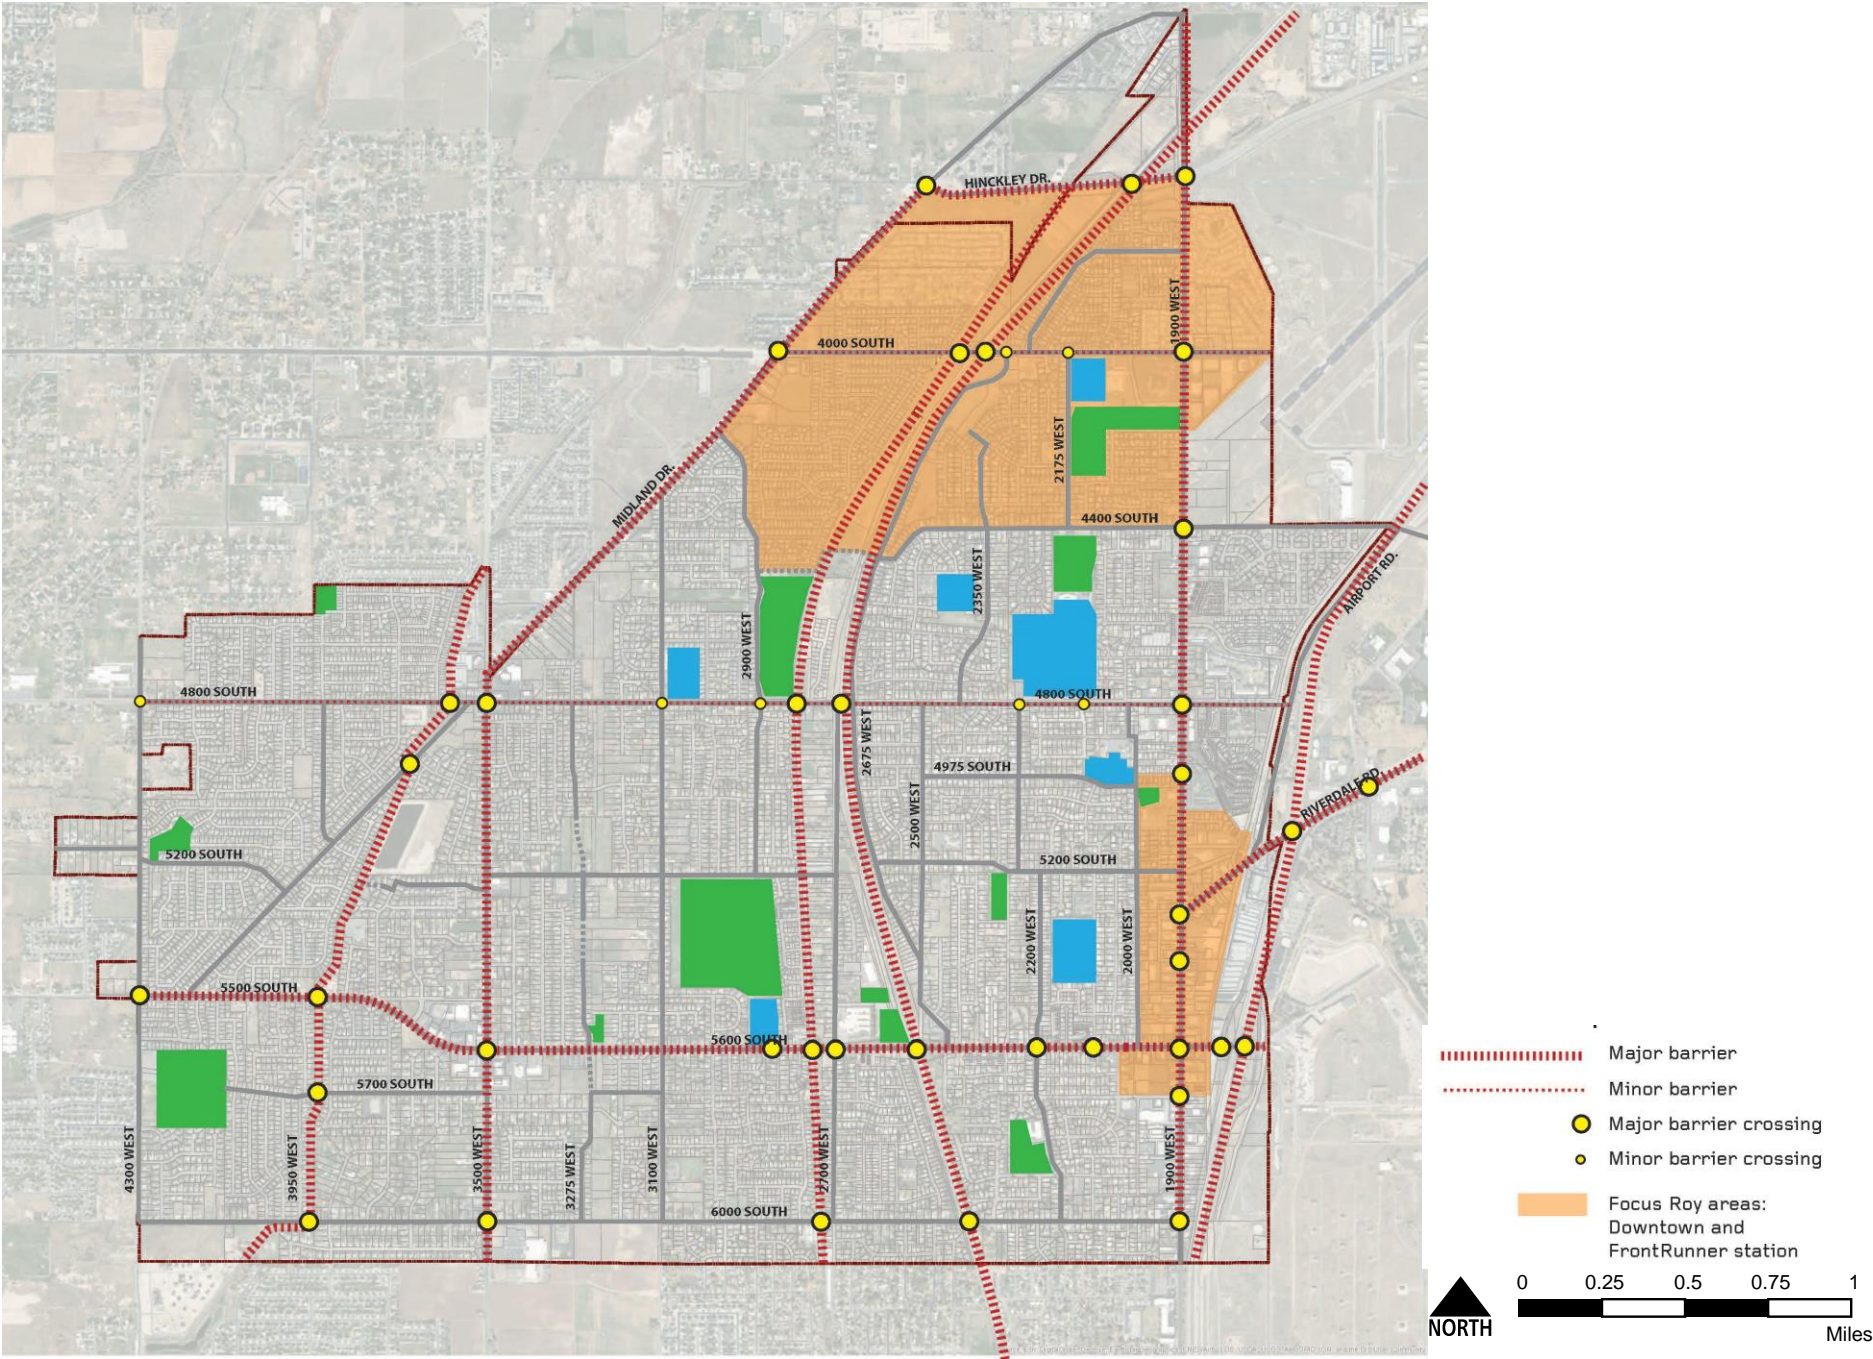 HINCKLEY DR.
1900 WEST
4000 SOUTH
2175 WEST
MIDLAND DR.
4400 SOUTH
AIRPORT RD.
2350 WEST
2900 WEST
4800 SOUTH
4800 SOUTH
2675 WEST
4975 SOUTH
RIVERDALE RD.
2500 WEST
5200 SOUTH
5200 SOUTH
2200 WEST
2000 WEST
5500 SOUTH
5600 SOUTH
5700 SOUTH
4300 WEST
3950 WEST
3500 WEST
3275 WEST
3100 WEST
2700 WEST
1900 WEST
6000 SOUTH
Major barrier
Minor barrier
Major barrier crossing
Minor barrier crossing
Focus Roy areas:
Downtown and
FrontRunner station
0 0.25 0.5 0.75 1
Miles
NORTH